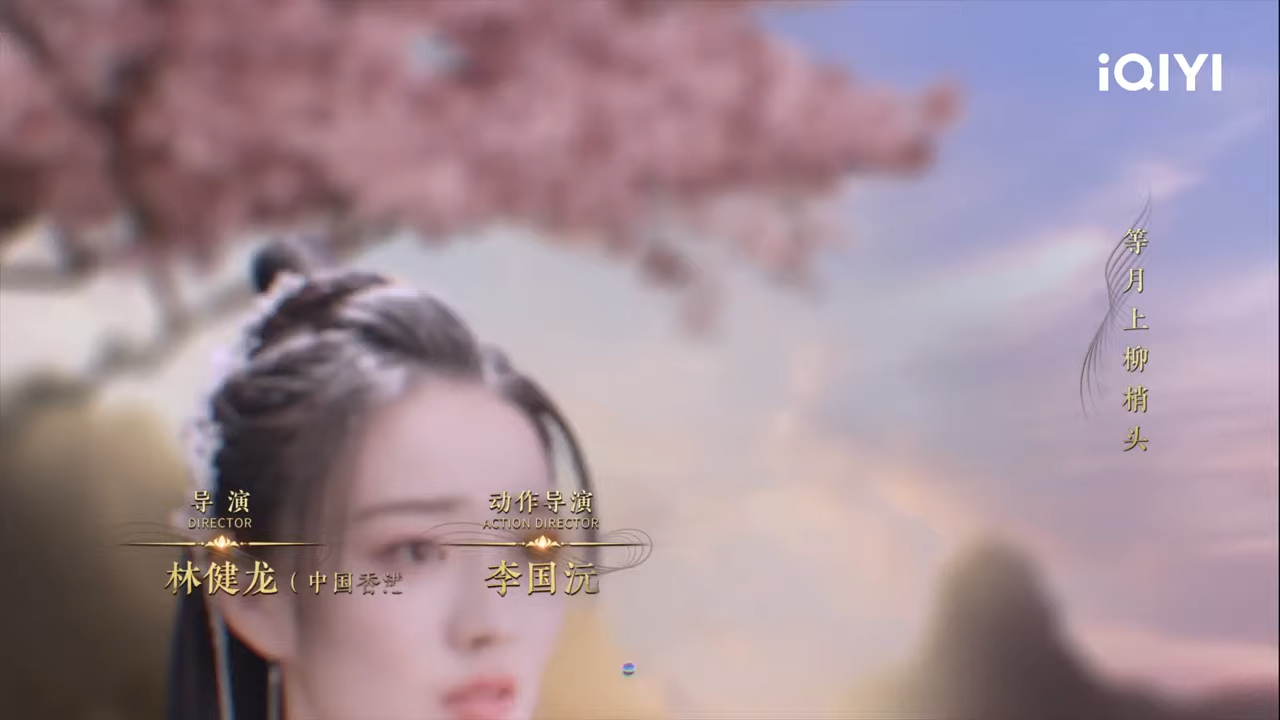 iQIYI
等月上柳梢头
导演
DIRECTOR
林健龙（中国香港
动作导演
ACTION DIRECTOR
李国沅